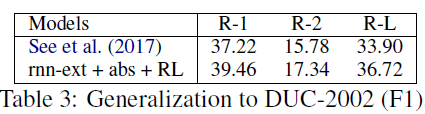 Models R-1 R-2 R-L
See et al. (2017) 37.22 15.78 33.90
rnn-ext + abs + RL 39.46 17.34 36.72
Table 3: Generalization to DUC-2002 (F1)